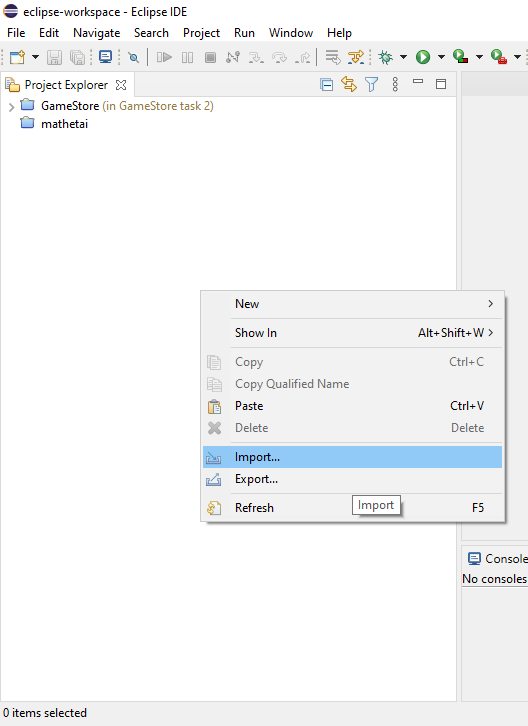 eclipse-workspace - Eclipse IDE
File Edit Navigate Search Project Run Window Help
Project Explorer
GameStore (in GameStore task 2)
mathetai
New
Show In Alt+Shift+W
Copy Ctrl+C
Copy Qualified Name
Paste Ctrl+V
Delete Delete
Import...
Export...
Import
Refresh F5
Console
No consoles
0 items selected